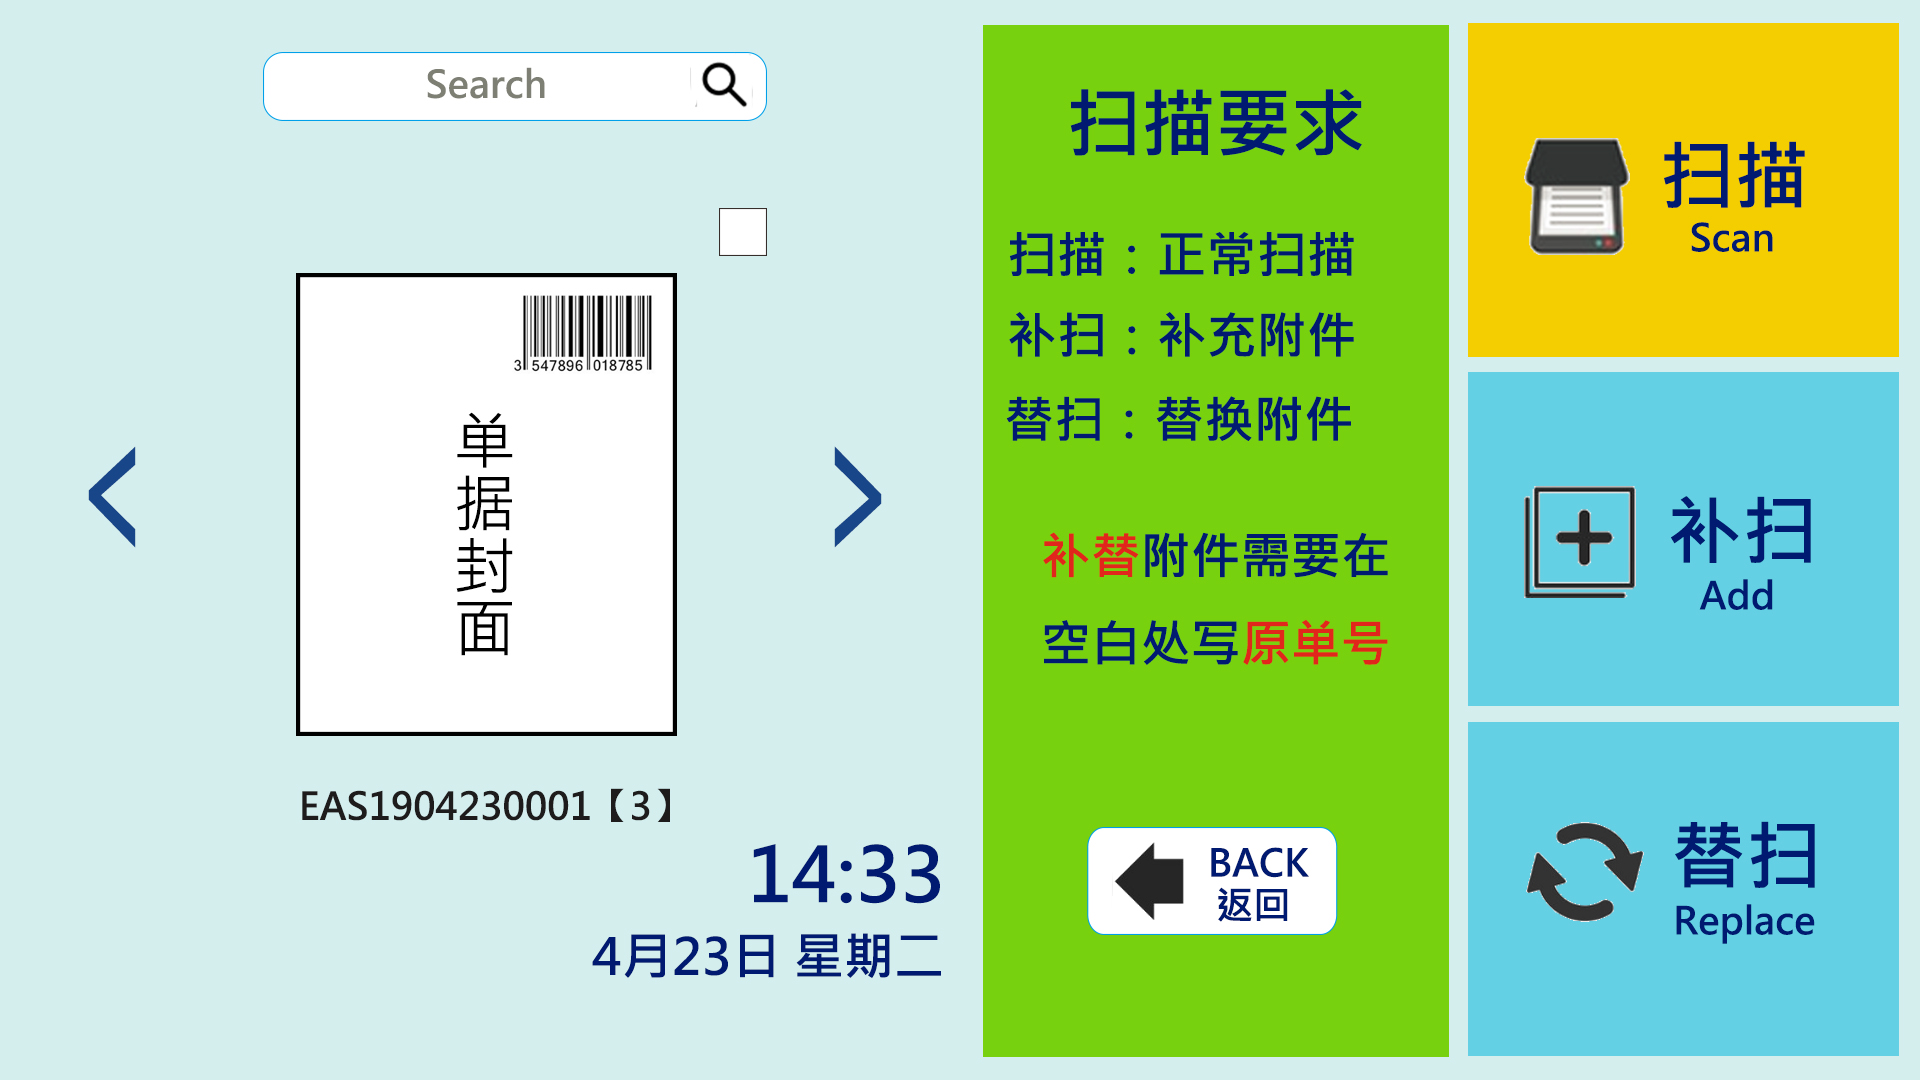 Search
3 547896 018785
单据封面
EAS1904230001【3】
14:33
4月23日 星期二
扫描要求
扫描：正常扫描
补扫：补充附件
替扫：替换附件
补替附件需要在
空白处写原单号
BACK
返回
扫描
Scan
补扫
Add
替扫
Replace